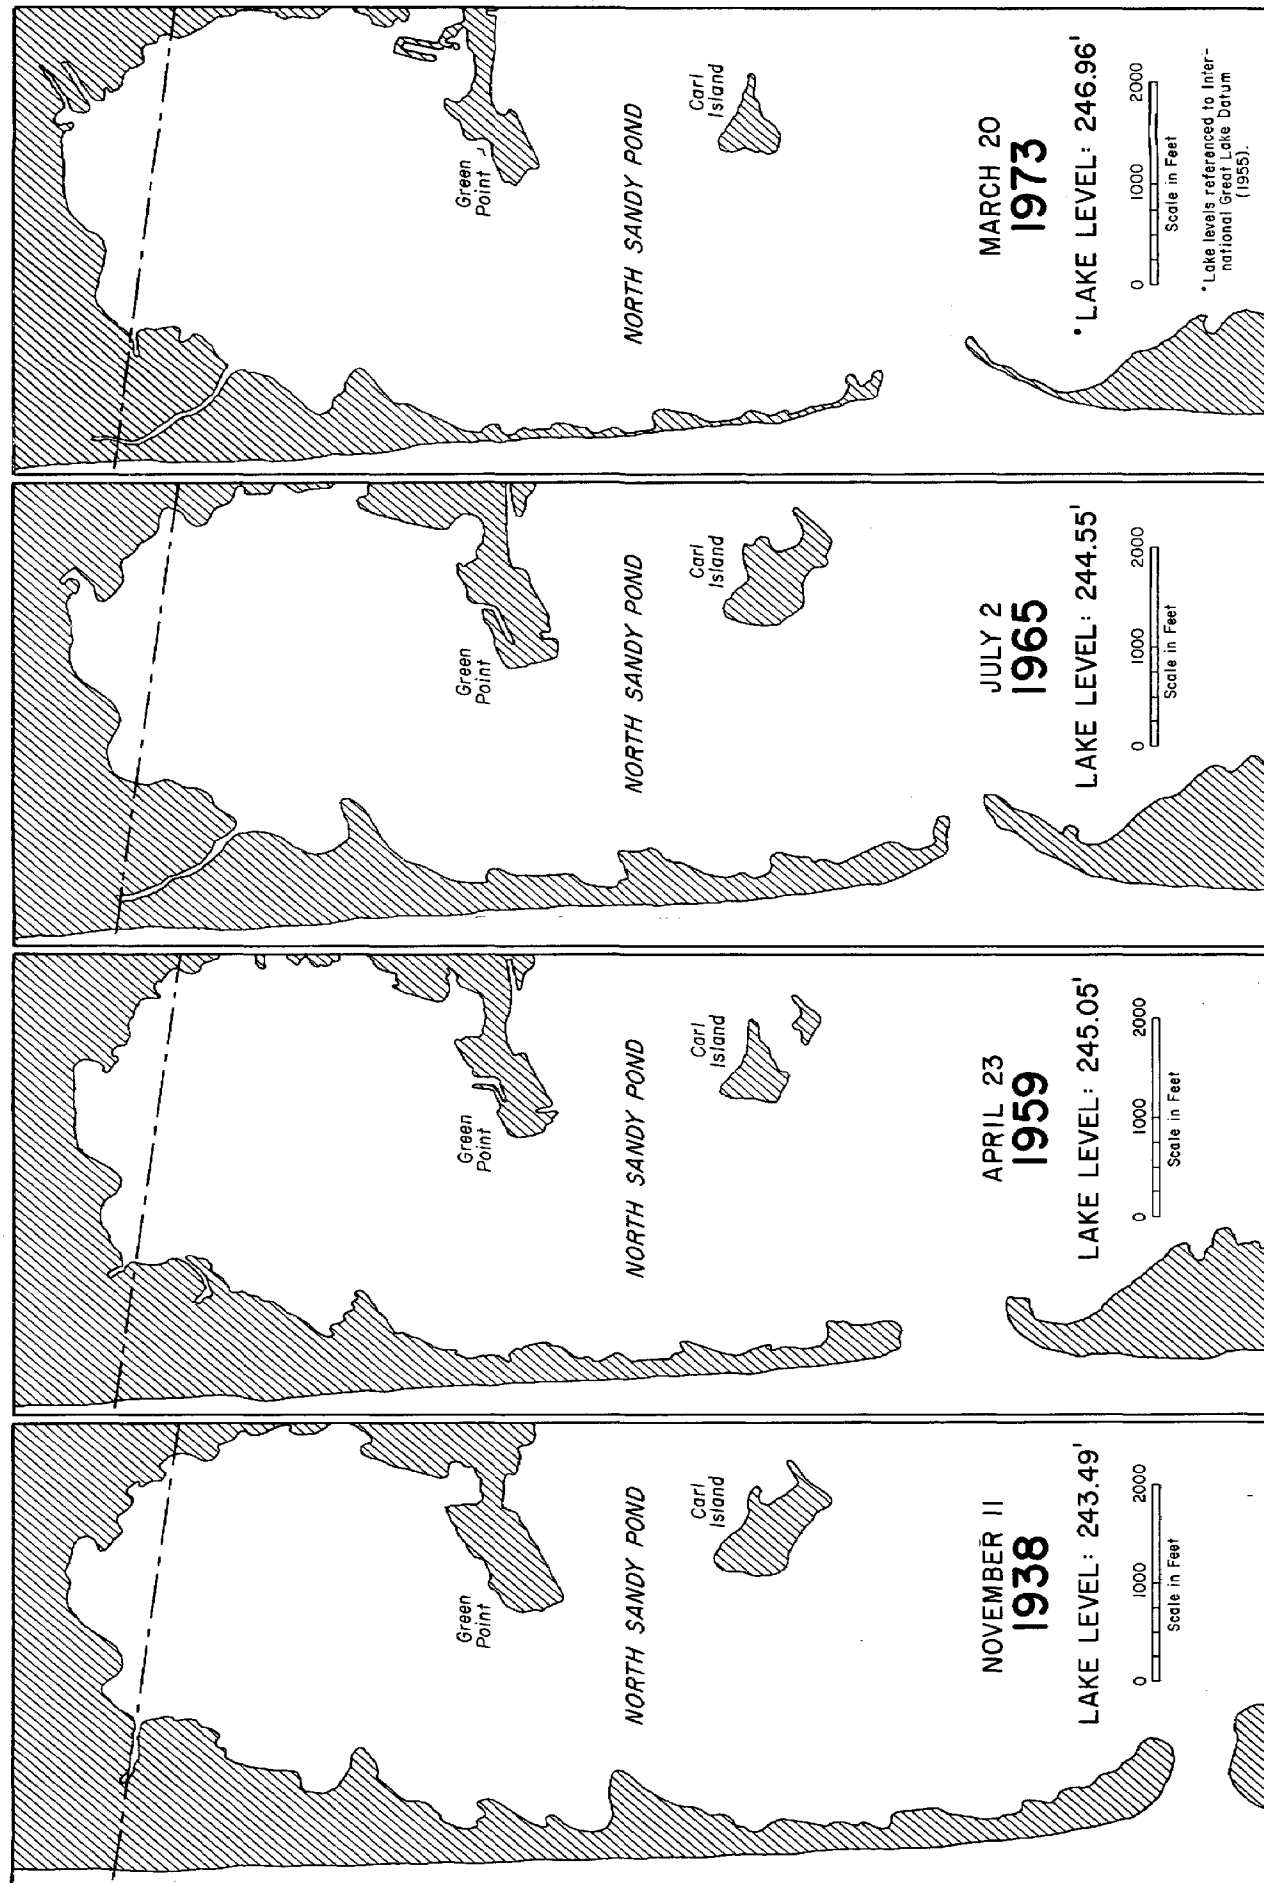 Green
Point
Carl
Island
NORTH SANDY POND
NOVEMBER 11
1938
LAKE LEVEL: 243.49'
0 1000 2000
Scale in Feet
Green
Point
Carl
Island
NORTH SANDY POND
APRIL 23
1959
LAKE LEVEL: 245.05'
0 1000 2000
Scale in Feet
Green
Point
Carl
Island
NORTH SANDY POND
JULY 2
1965
LAKE LEVEL: 244.55'
0 1000 2000
Scale in Feet
Green
Point
Carl
Island
NORTH SANDY POND
MARCH 20
1973
*LAKE LEVEL: 246.96'
0 1000 2000
Scale in Feet
*Lake levels referenced to Inter-
national Great Lake Datum
(1955).